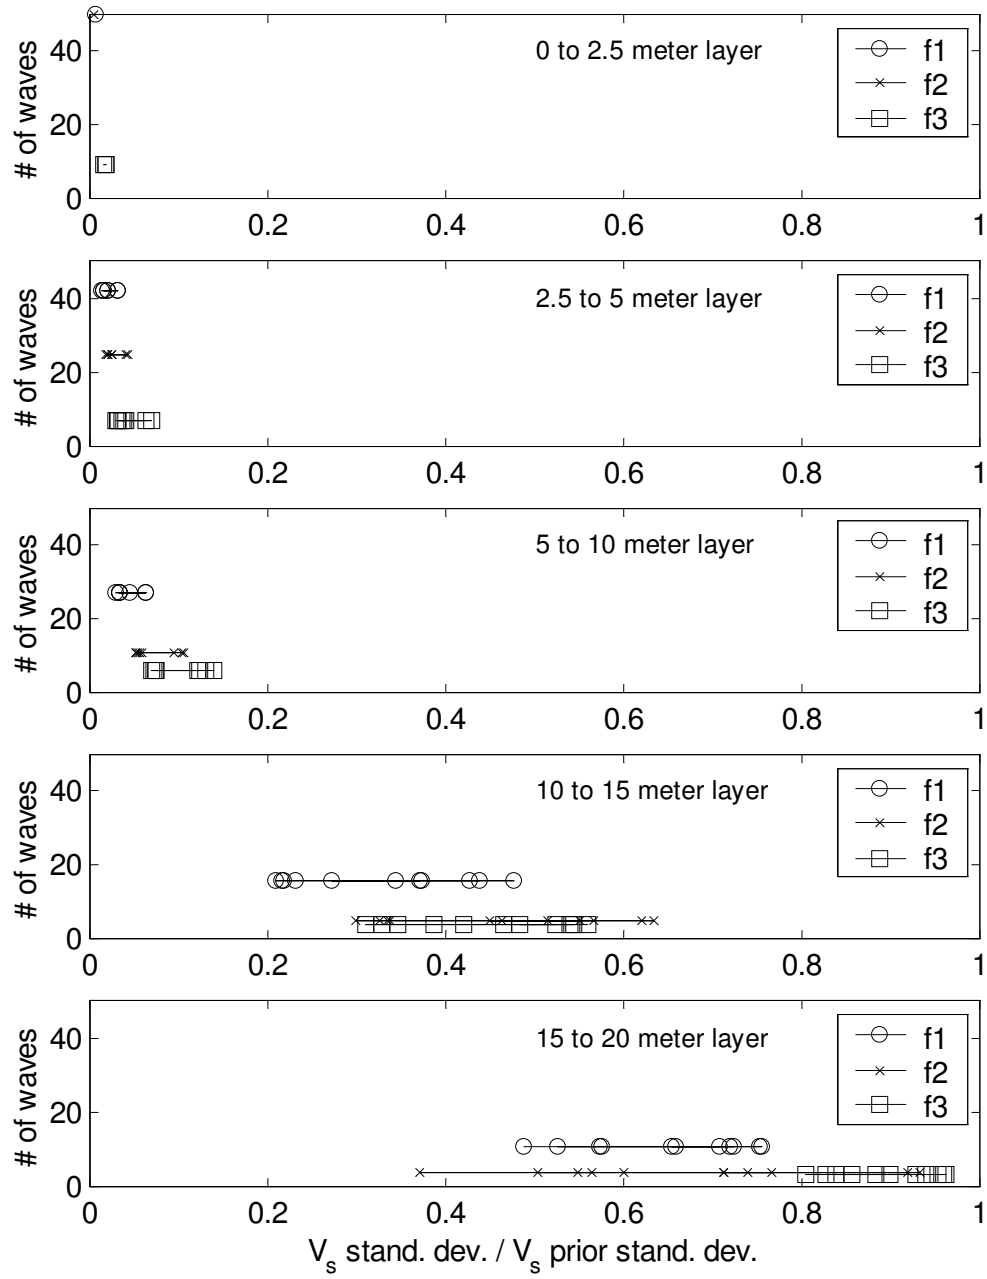 # of waves
40
20
0
0 to 2.5 meter layer
f1
f2
f3
0 0.2 0.4 0.6 0.8 1
# of waves
40
20
0
2.5 to 5 meter layer
f1
f2
f3
0 0.2 0.4 0.6 0.8 1
# of waves
40
20
0
5 to 10 meter layer
f1
f2
f3
0 0.2 0.4 0.6 0.8 1
# of waves
40
20
0
10 to 15 meter layer
f1
f2
f3
0 0.2 0.4 0.6 0.8 1
# of waves
40
20
0
15 to 20 meter layer
f1
f2
f3
0 0.2 0.4 0.6 0.8 1
Vs stand. dev. / Vs prior stand. dev.